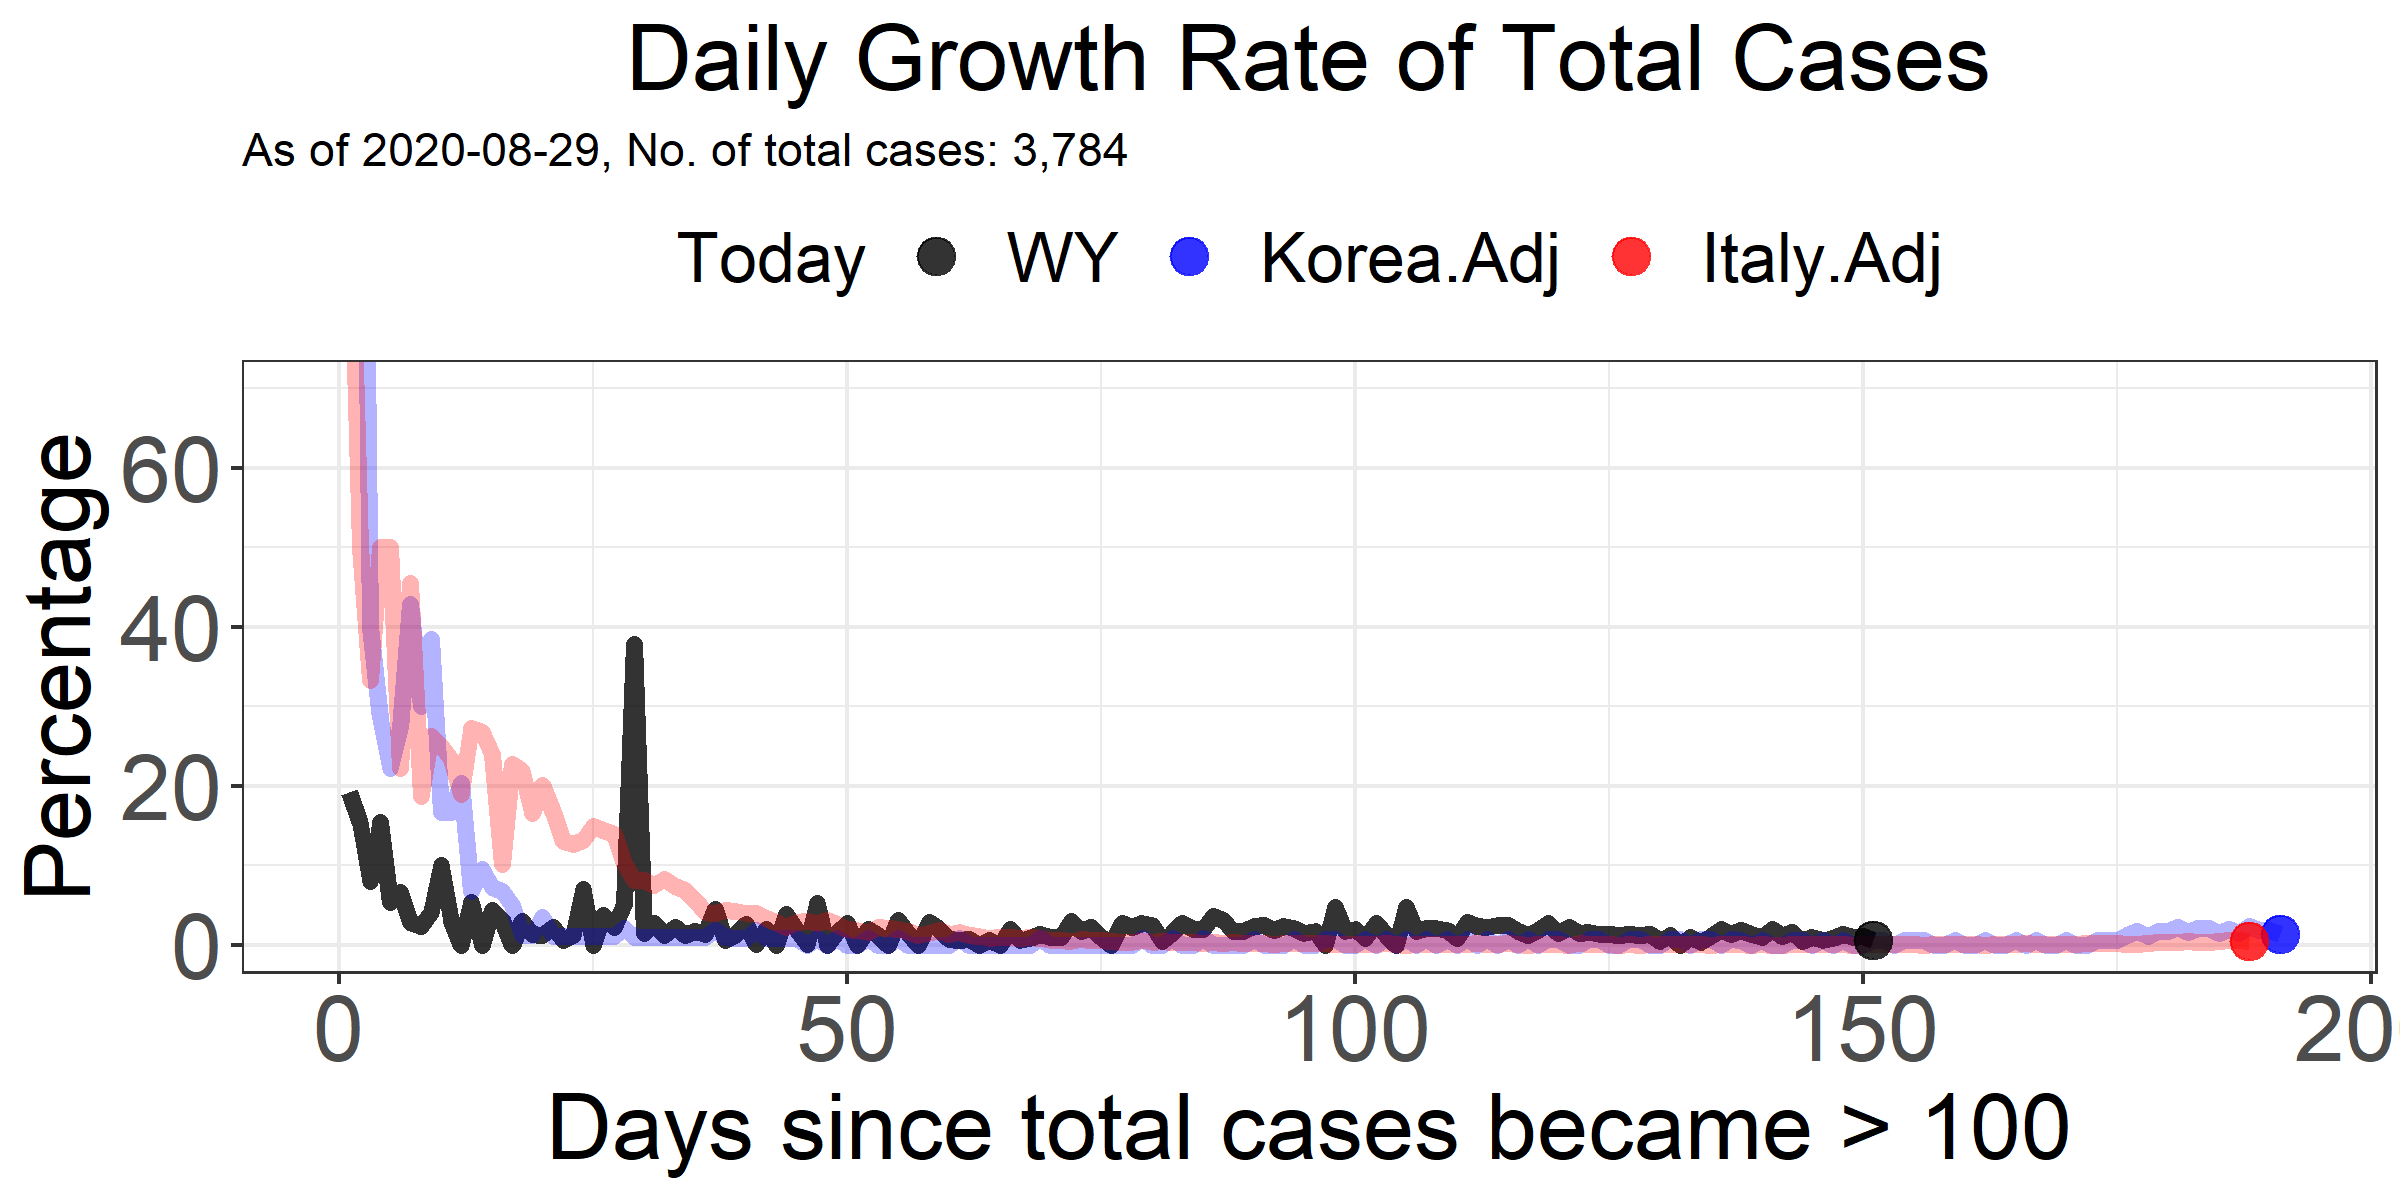 Daily Growth Rate of Total Cases
As of 2020-08-29, No. of total cases: 3,784
Today WY Korea.Adj Italy.Adj
Percentage
60
40
20
0
0 50 100 150 20
Days since total cases became > 100